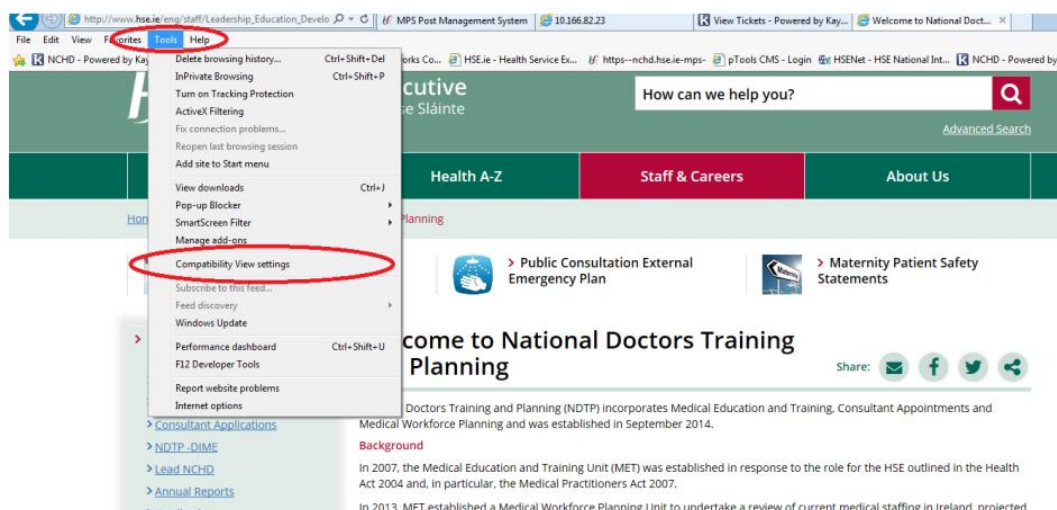 http://www.hse.ie/eng/staff/Leadership_Education_Develo
MPS Post Management System
10.166.82.23
View Tickets - Powered by Kay...
Welcome to National Doct...
File Edit View Favorites Tools Help
NCHD - Powered by Kay
orks Co...
HSE.ie - Health Service Ex...
https--nchd.hse.ie-mps-
pTools CMS - Login
HSENet - HSE National Int...
NCHD - Powered by
Delete browsing history... Ctrl+Shift+Del
InPrivate Browsing Ctrl+Shift+P
Turn on Tracking Protection
ActiveX Filtering
Fix connection problems...
Reopen last browsing session
Add site to Start menu
View downloads Ctrl+J
Pop-up Blocker
SmartScreen Filter
Manage add-ons
Compatibility View settings
Subscribe to this feed...
Feed discovery
Windows Update
Performance dashboard Ctrl+Shift+U
F12 Developer Tools
Report website problems
Internet options
cutive
se Sláinte
How can we help you?
Advanced Search
Health A-Z
Staff & Careers
About Us
Hon
Planning
> Public Consultation External
Emergency Plan
> Maternity Patient Safety
Statements
come to National Doctors Training
Planning
Share:
Doctors Training and Planning (NDTP) incorporates Medical Education and Training, Consultant Appointments and
Medical Workforce Planning and was established in September 2014.
Background
In 2007, the Medical Education and Training Unit (MET) was established in response to the role for the HSE outlined in the Health
Act 2004 and, in particular, the Medical Practitioners Act 2007.
In 2013, MET established a Medical Workforce Planning Unit to undertake a review of current medical staffing in Ireland, projected
> Consultant Applications
> NDTP -DIME
> Lead NCHD
> Annual Reports